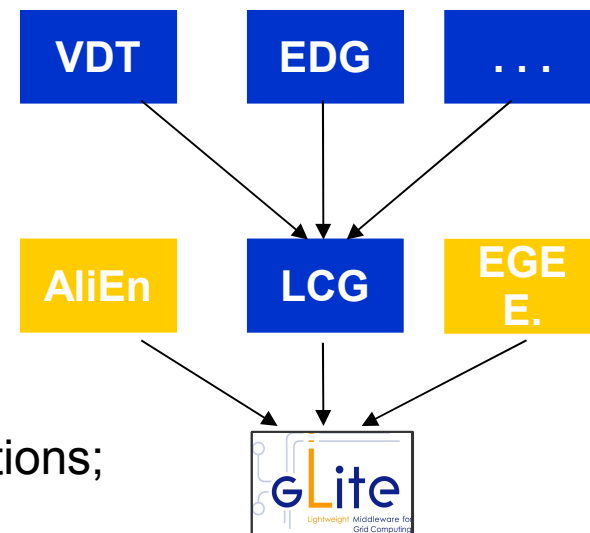 VDT
EDG
. . .
AliEn
LCG
EGE
E.
tions;
gLite
Lightweight Middleware for
Grid Computing